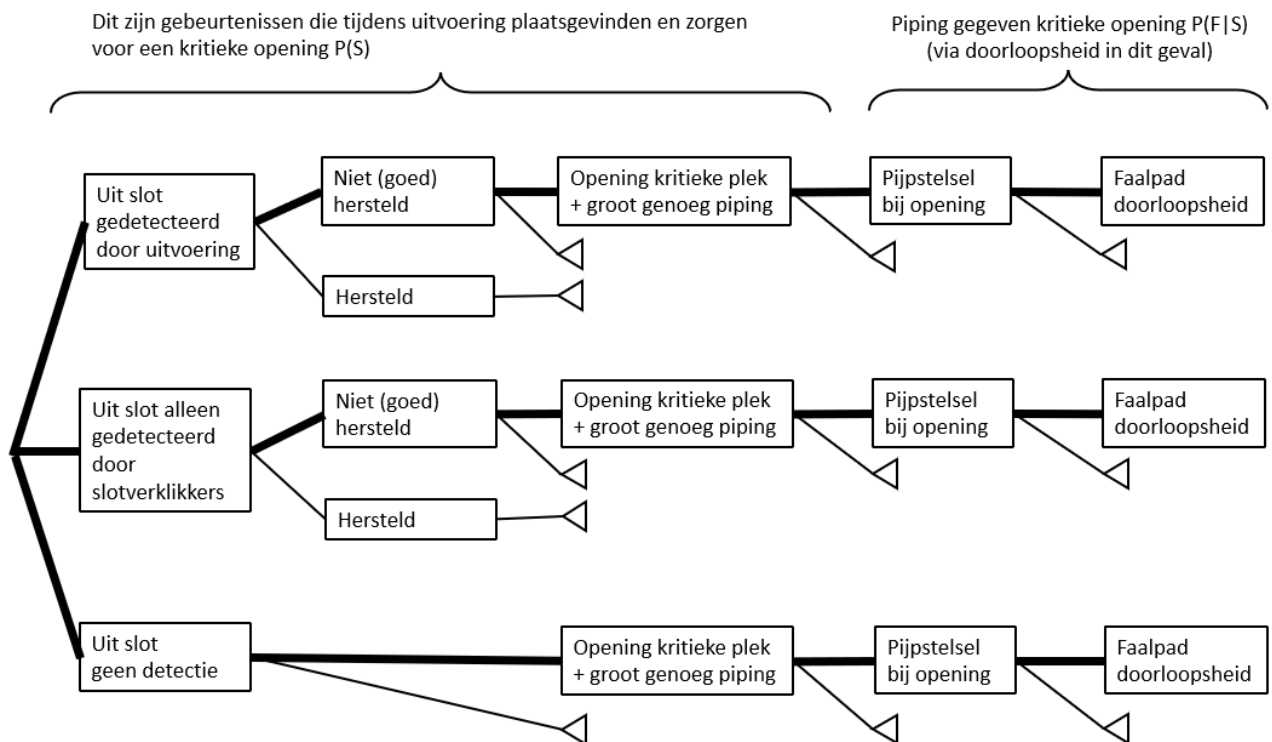 Dit zijn gebeurtenissen die tijdens uitvoering plaatsgevinden en zorgen
voor een kritieke opening P(S)
Piping gegeven kritieke opening P(F|S)
(via doorloopsheid in dit geval)
Uit slot
gedetecteerd
door uitvoering
Niet (goed)
hersteld
Opening kritieke plek
+ groot genoeg piping
Pijpstelsel
bij opening
Faalpad
doorloopsheid
Hersteld
Uit slot alleen
gedetecteerd
door
slotverklikkers
Niet (goed)
hersteld
Opening kritieke plek
+ groot genoeg piping
Pijpstelsel
bij opening
Faalpad
doorloopsheid
Hersteld
Uit slot
geen detectie
Opening kritieke plek
+ groot genoeg piping
Pijpstelsel
bij opening
Faalpad
doorloopsheid